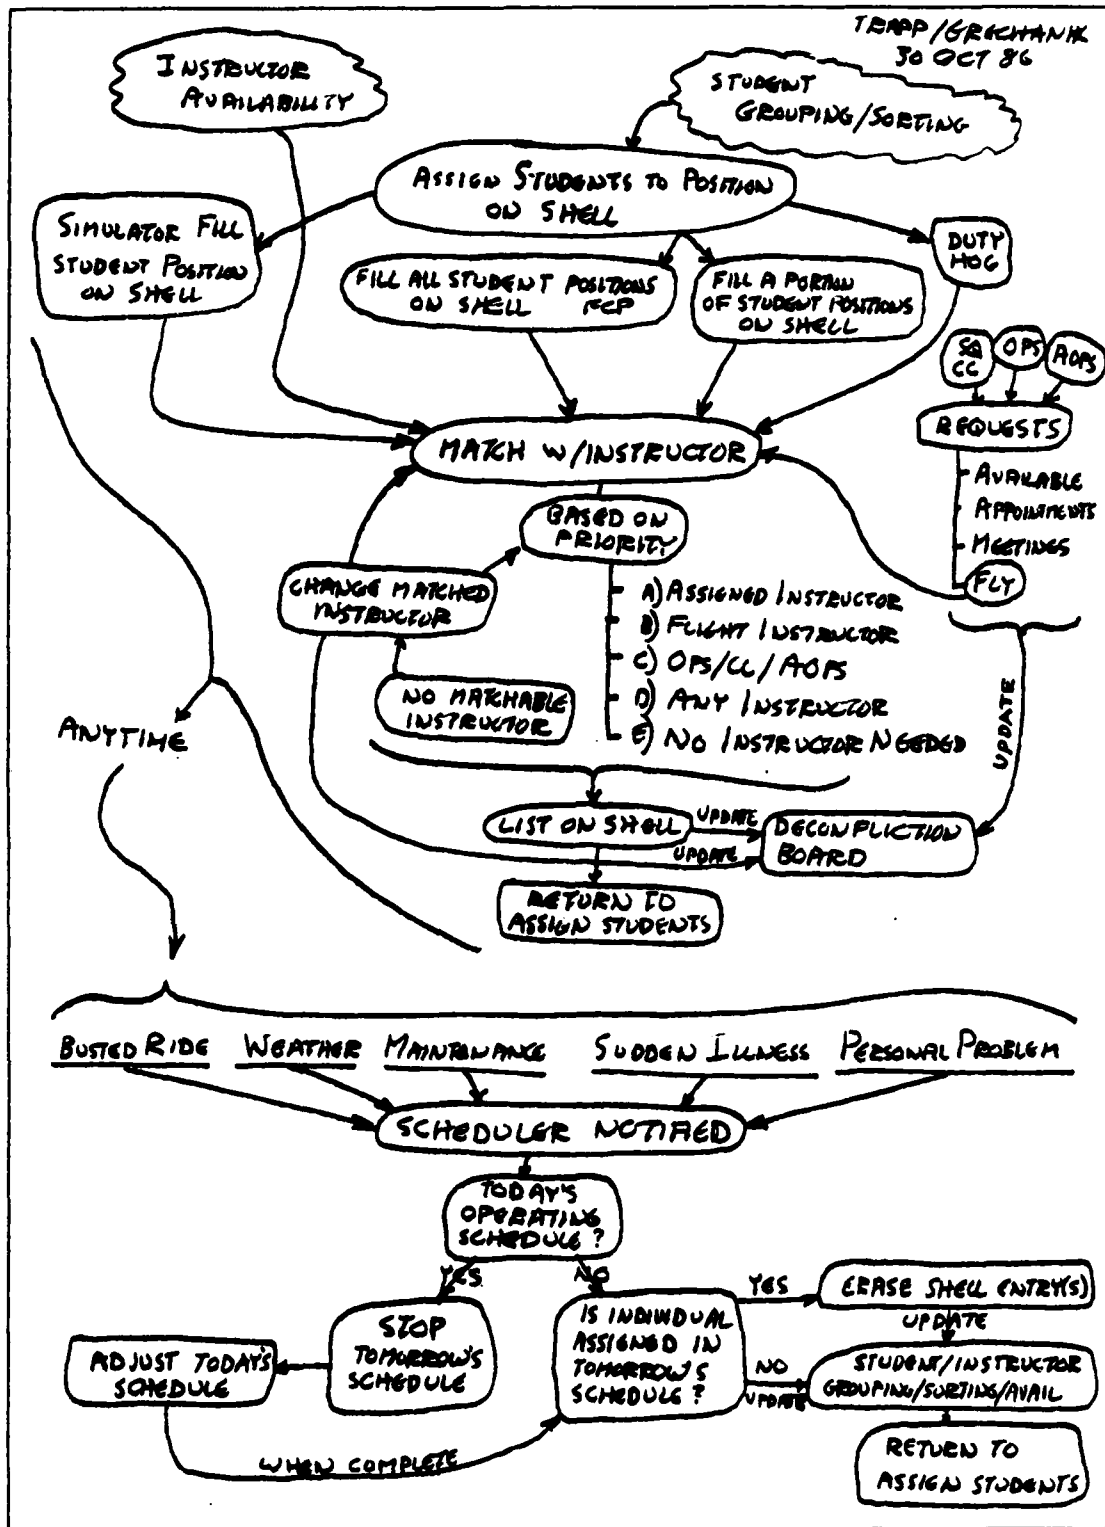 TRAPP/GRECHANIK
30 OCT 86
INSTRUCTOR
AVAILABILITY
STUDENT
GROUPING/SORTING
ASSIGN STUDENTS TO POSITION
ON SHELL
SIMULATOR FILL
STUDENT POSITION
ON SHELL
FILL ALL STUDENT POSITIONS
ON SHELL FCP
FILL A PORTION
OF STUDENT POSITIONS
ON SHELL
DUTY
HOG
SQ
CC
OPS
AOPS
REQUESTS
- AVAILABLE
- APPOINTMENTS
- MEETINGS
- FLY
MATCH W/INSTRUCTOR
BASED ON
PRIORITY
CHANGE MATCHED
INSTRUCTOR
NO MATCHABLE
INSTRUCTOR
- A) ASSIGNED INSTRUCTOR
- B) FLIGHT INSTRUCTOR
- C) OPS/CC/AOPS
- D) ANY INSTRUCTOR
- E) NO INSTRUCTOR NEEDED
UPDATE
ANYTIME
LIST ON SHELL
UPDATE
UPDATE
DECONFLICTION
BOARD
RETURN TO
ASSIGN STUDENTS
BUSTED RIDE WEATHER MAINTENANCE SUDDEN ILLNESS PERSONAL PROBLEM
SCHEDULER NOTIFIED
TODAY'S
OPERATING
SCHEDULE?
YES
NO
STOP
TOMORROW'S
SCHEDULE
ADJUST TODAY'S
SCHEDULE
WHEN COMPLETE
IS INDIVIDUAL
ASSIGNED IN
TOMORROW'S
SCHEDULE?
YES
ERASE SHELL ENTRY(S)
UPDATE
NO
UPDATE
STUDENT/INSTRUCTOR
GROUPING/SORTING/AVAIL
RETURN TO
ASSIGN STUDENTS